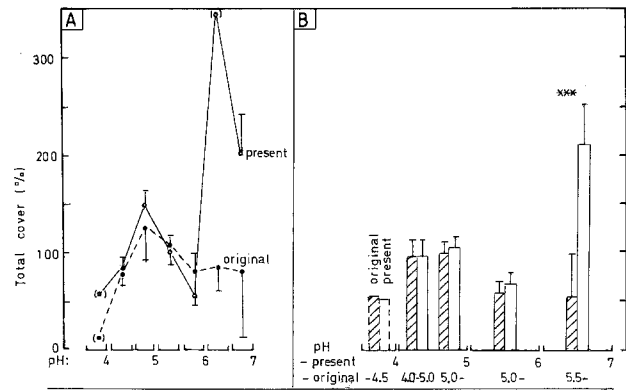 A
B
300
200
100
0
Total cover (%)
present
original
pH: 4 5 6 7
***
original
present
pH
- present 4 5 6 7
- original -4.5 4.0-5.0 5.0- 5.0- 5.5-